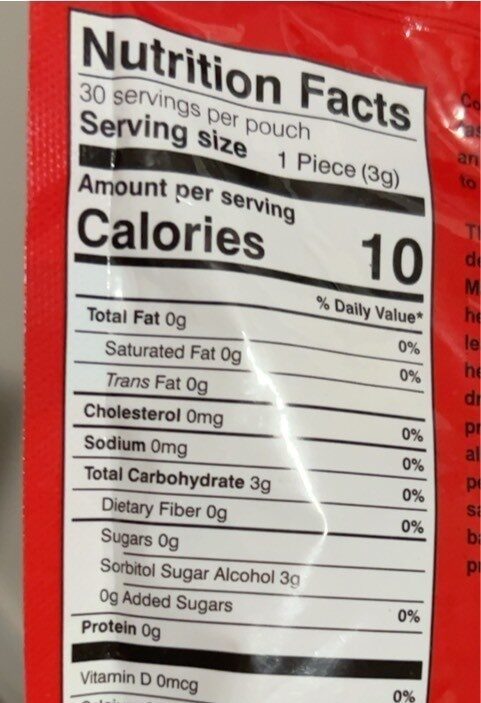 Nutrition Facts
30 servings per pouch
Serving size 1 Piece (3g)
Amount per serving
Calories 10
% Daily Value*
Total Fat 0g 0%
Saturated Fat 0g 0%
Trans Fat 0g
Cholesterol 0mg 0%
Sodium 0mg 0%
Total Carbohydrate 3g 0%
Dietary Fiber 0g 0%
Sugars 0g
Sorbitol Sugar Alcohol 3g
0g Added Sugars 0%
Protein 0g
Vitamin D 0mcg 0%